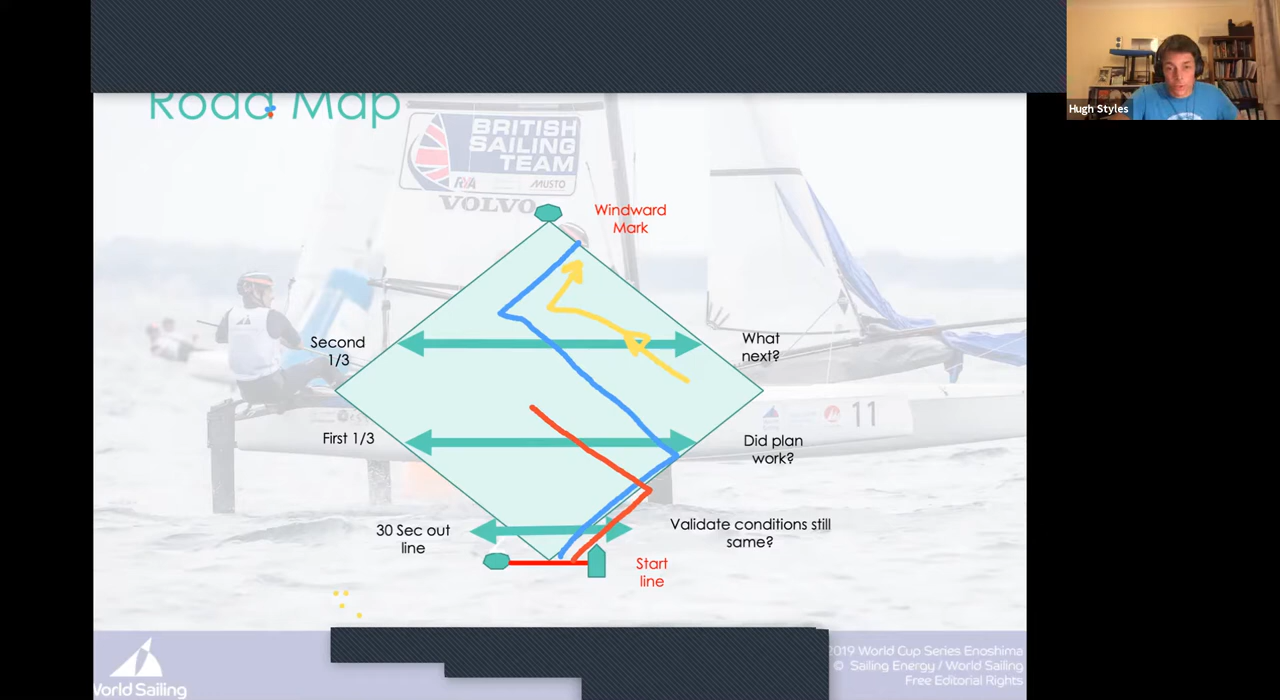 Hugh Styles
Road Map
BRITISH
SAILING
TEAM
RYA
MUSTO
VOLVO
Windward
Mark
Second
1/3
What
next?
11
First 1/3
Did plan
work?
30 Sec out
line
Validate conditions still
same?
Start
line
2019 World Cup Series Enoshima
© Sailing Energy / World Sailing
Free Editorial Rights
World Sailing